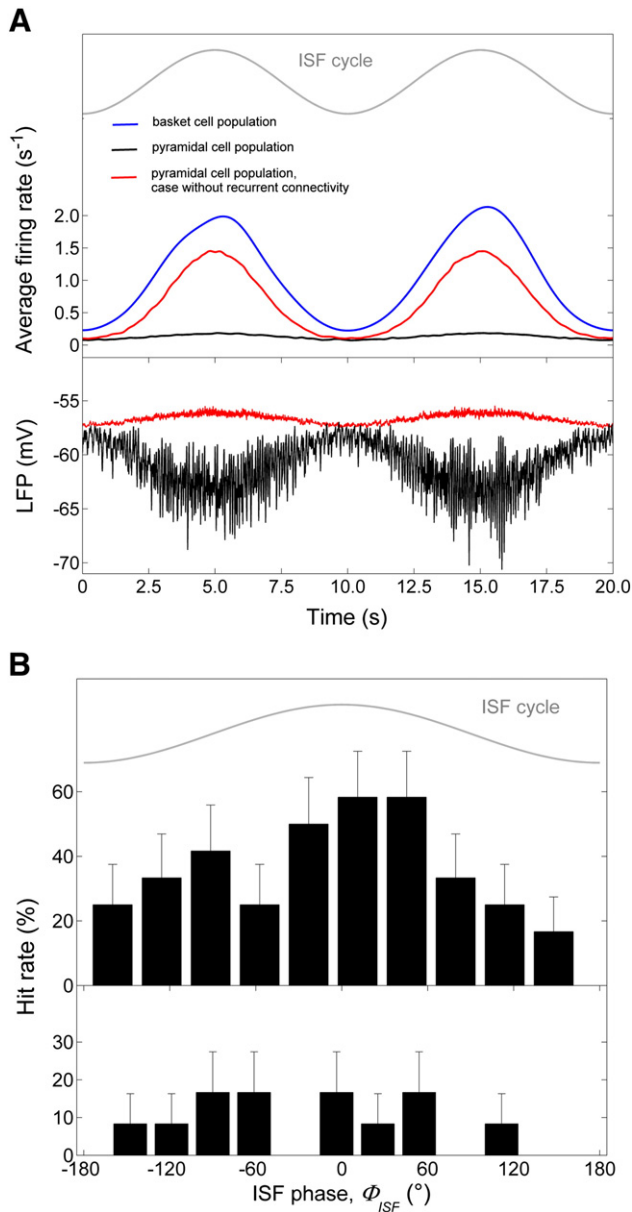 A
ISF cycle
basket cell population
pyramidal cell population
pyramidal cell population,
case without recurrent connectivity
Average firing rate (s-1)
2.0
1.5
1.0
0.5
0
LFP (mV)
-55
-60
-65
-70
0 2.5 5.0 7.5 10.0 12.5 15.0 17.5 20.0
Time (s)
B
ISF cycle
Hit rate (%)
60
40
20
0
30
20
10
0
-180 -120 -60 0 60 120 180
ISF phase, Φ_ISF (°)